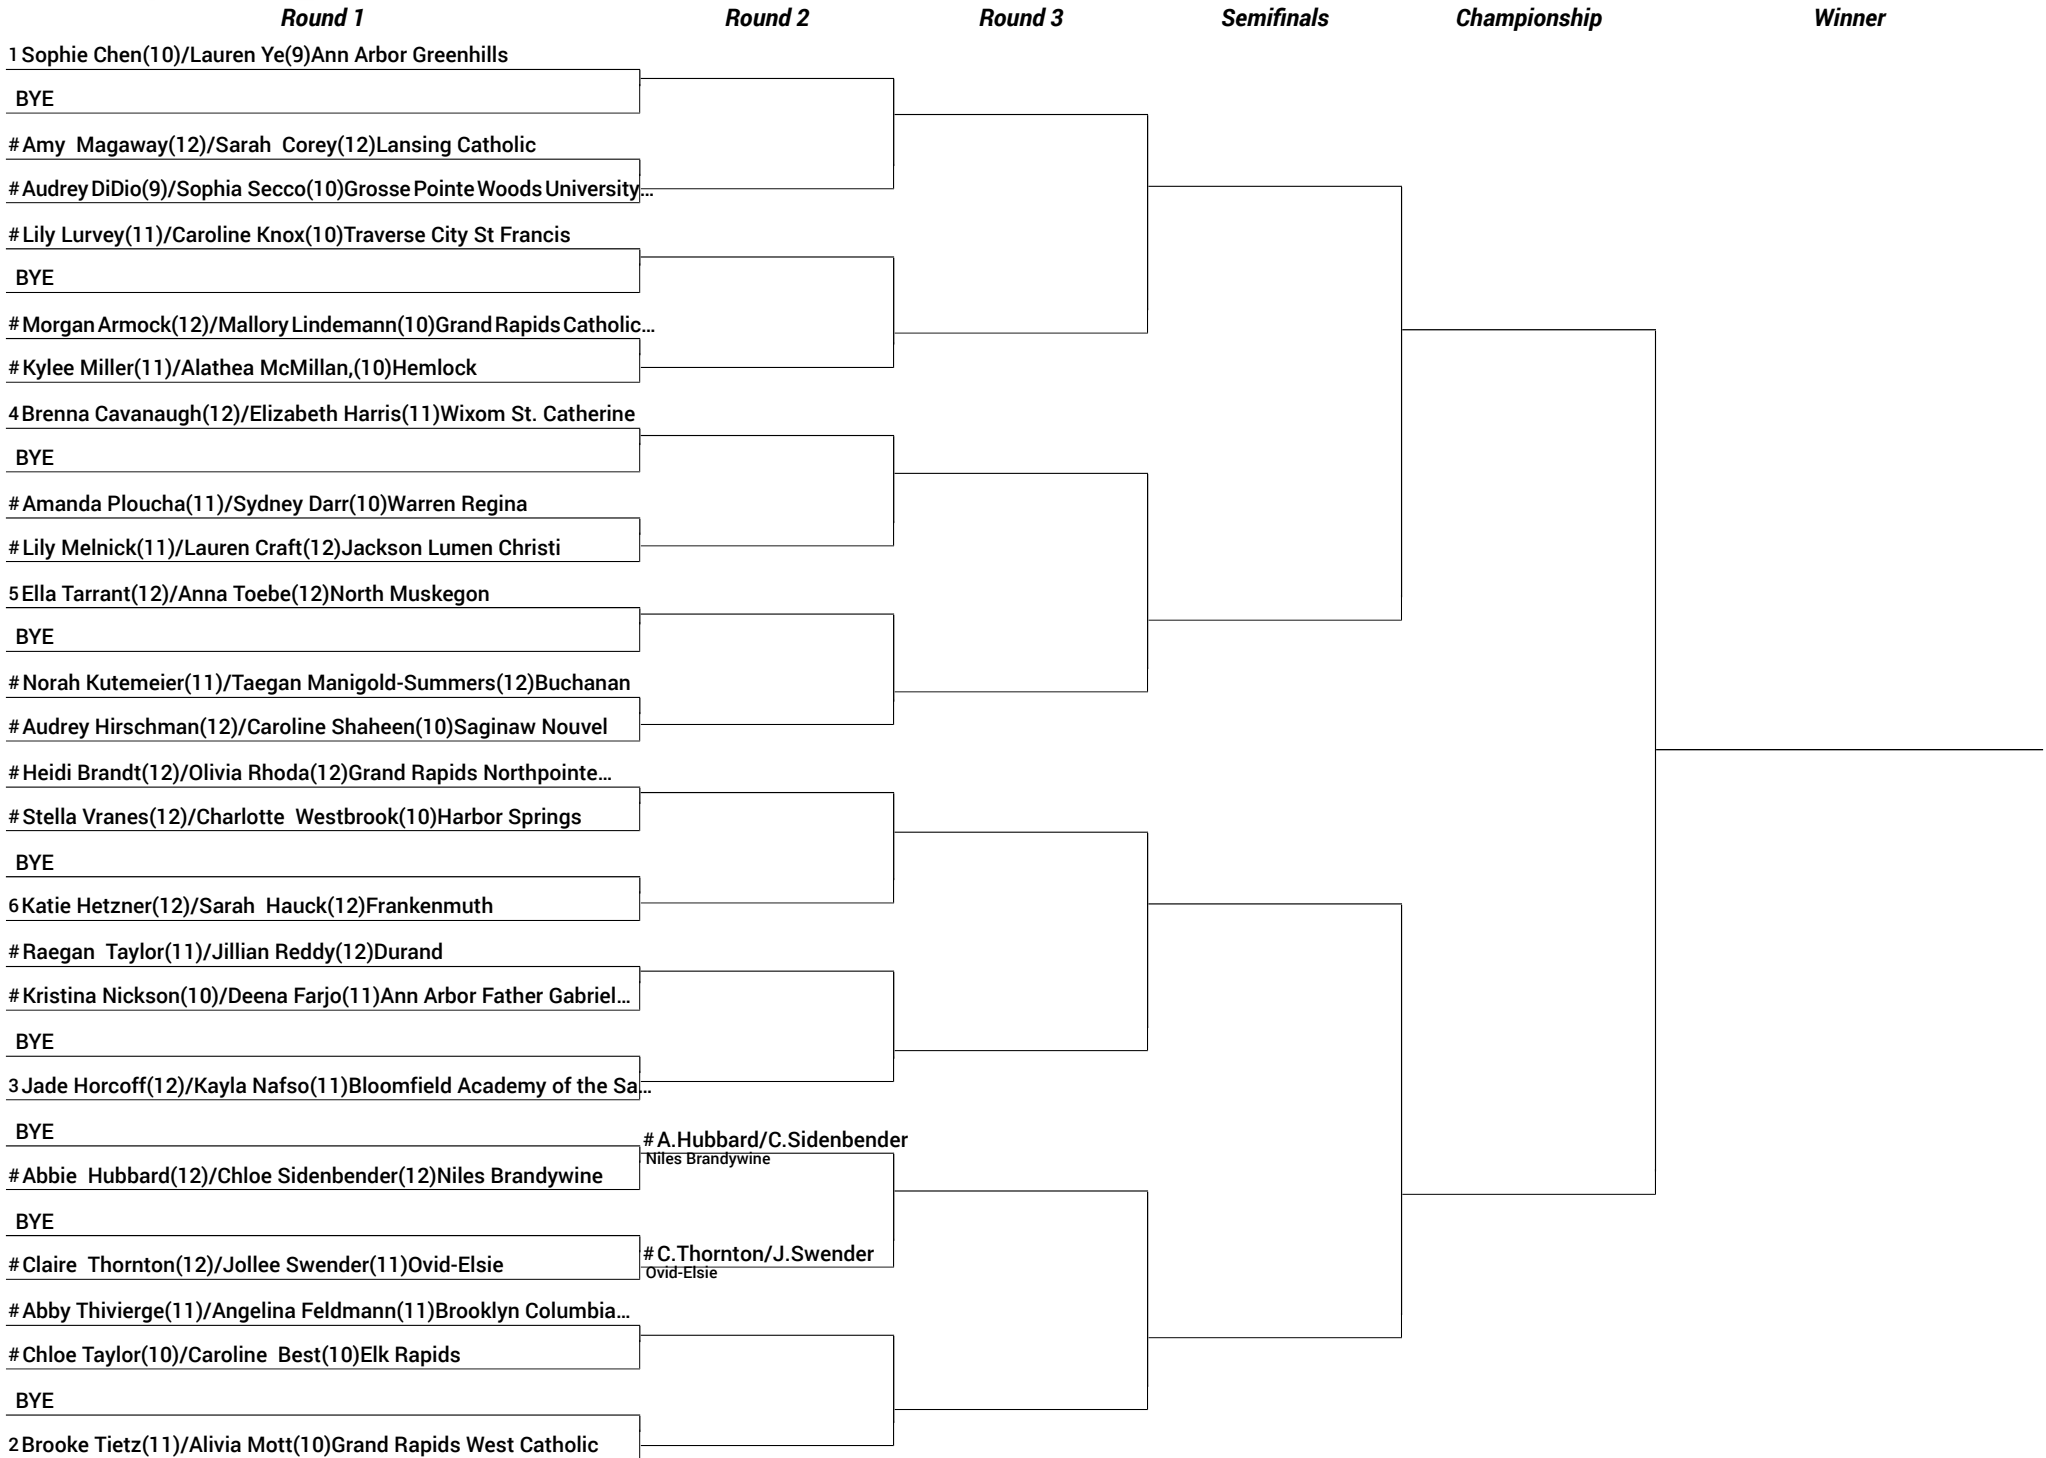 Round 1 Round 2 Round 3 Semifinals Championship Winner
1 Sophie Chen(10)/Lauren Ye(9)Ann Arbor Greenhills
BYE
# Amy  Magaway(12)/Sarah  Corey(12)Lansing Catholic
# Audrey DiDio(9)/Sophia Secco(10)Grosse Pointe Woods University...
# Lily Lurvey(11)/Caroline Knox(10)Traverse City St Francis
BYE
# Morgan Armock(12)/Mallory Lindemann(10)Grand Rapids Catholic...
# Kylee Miller(11)/Alathea McMillan,(10)Hemlock
4 Brenna Cavanaugh(12)/Elizabeth Harris(11)Wixom St. Catherine
BYE
# Amanda Ploucha(11)/Sydney Darr(10)Warren Regina
# Lily Melnick(11)/Lauren Craft(12)Jackson Lumen Christi
5 Ella Tarrant(12)/Anna Toebe(12)North Muskegon
BYE
# Norah Kutemeier(11)/Taegan Manigold-Summers(12)Buchanan
# Audrey Hirschman(12)/Caroline Shaheen(10)Saginaw Nouvel
# Heidi Brandt(12)/Olivia Rhoda(12)Grand Rapids Northpointe...
# Stella Vranes(12)/Charlotte  Westbrook(10)Harbor Springs
BYE
6 Katie Hetzner(12)/Sarah  Hauck(12)Frankenmuth
# Raegan  Taylor(11)/Jillian Reddy(12)Durand
# Kristina Nickson(10)/Deena Farjo(11)Ann Arbor Father Gabriel...
BYE
3 Jade Horcoff(12)/Kayla Nafso(11)Bloomfield Academy of the Sa...
BYE
# A.Hubbard/C.Sidenbender
Niles Brandywine
# Abbie  Hubbard(12)/Chloe Sidenbender(12)Niles Brandywine
BYE
# C.Thornton/J.Swender
Ovid-Elsie
# Claire  Thornton(12)/Jollee Swender(11)Ovid-Elsie
# Abby Thivierge(11)/Angelina Feldmann(11)Brooklyn Columbia...
# Chloe Taylor(10)/Caroline  Best(10)Elk Rapids
BYE
2 Brooke Tietz(11)/Alivia Mott(10)Grand Rapids West Catholic